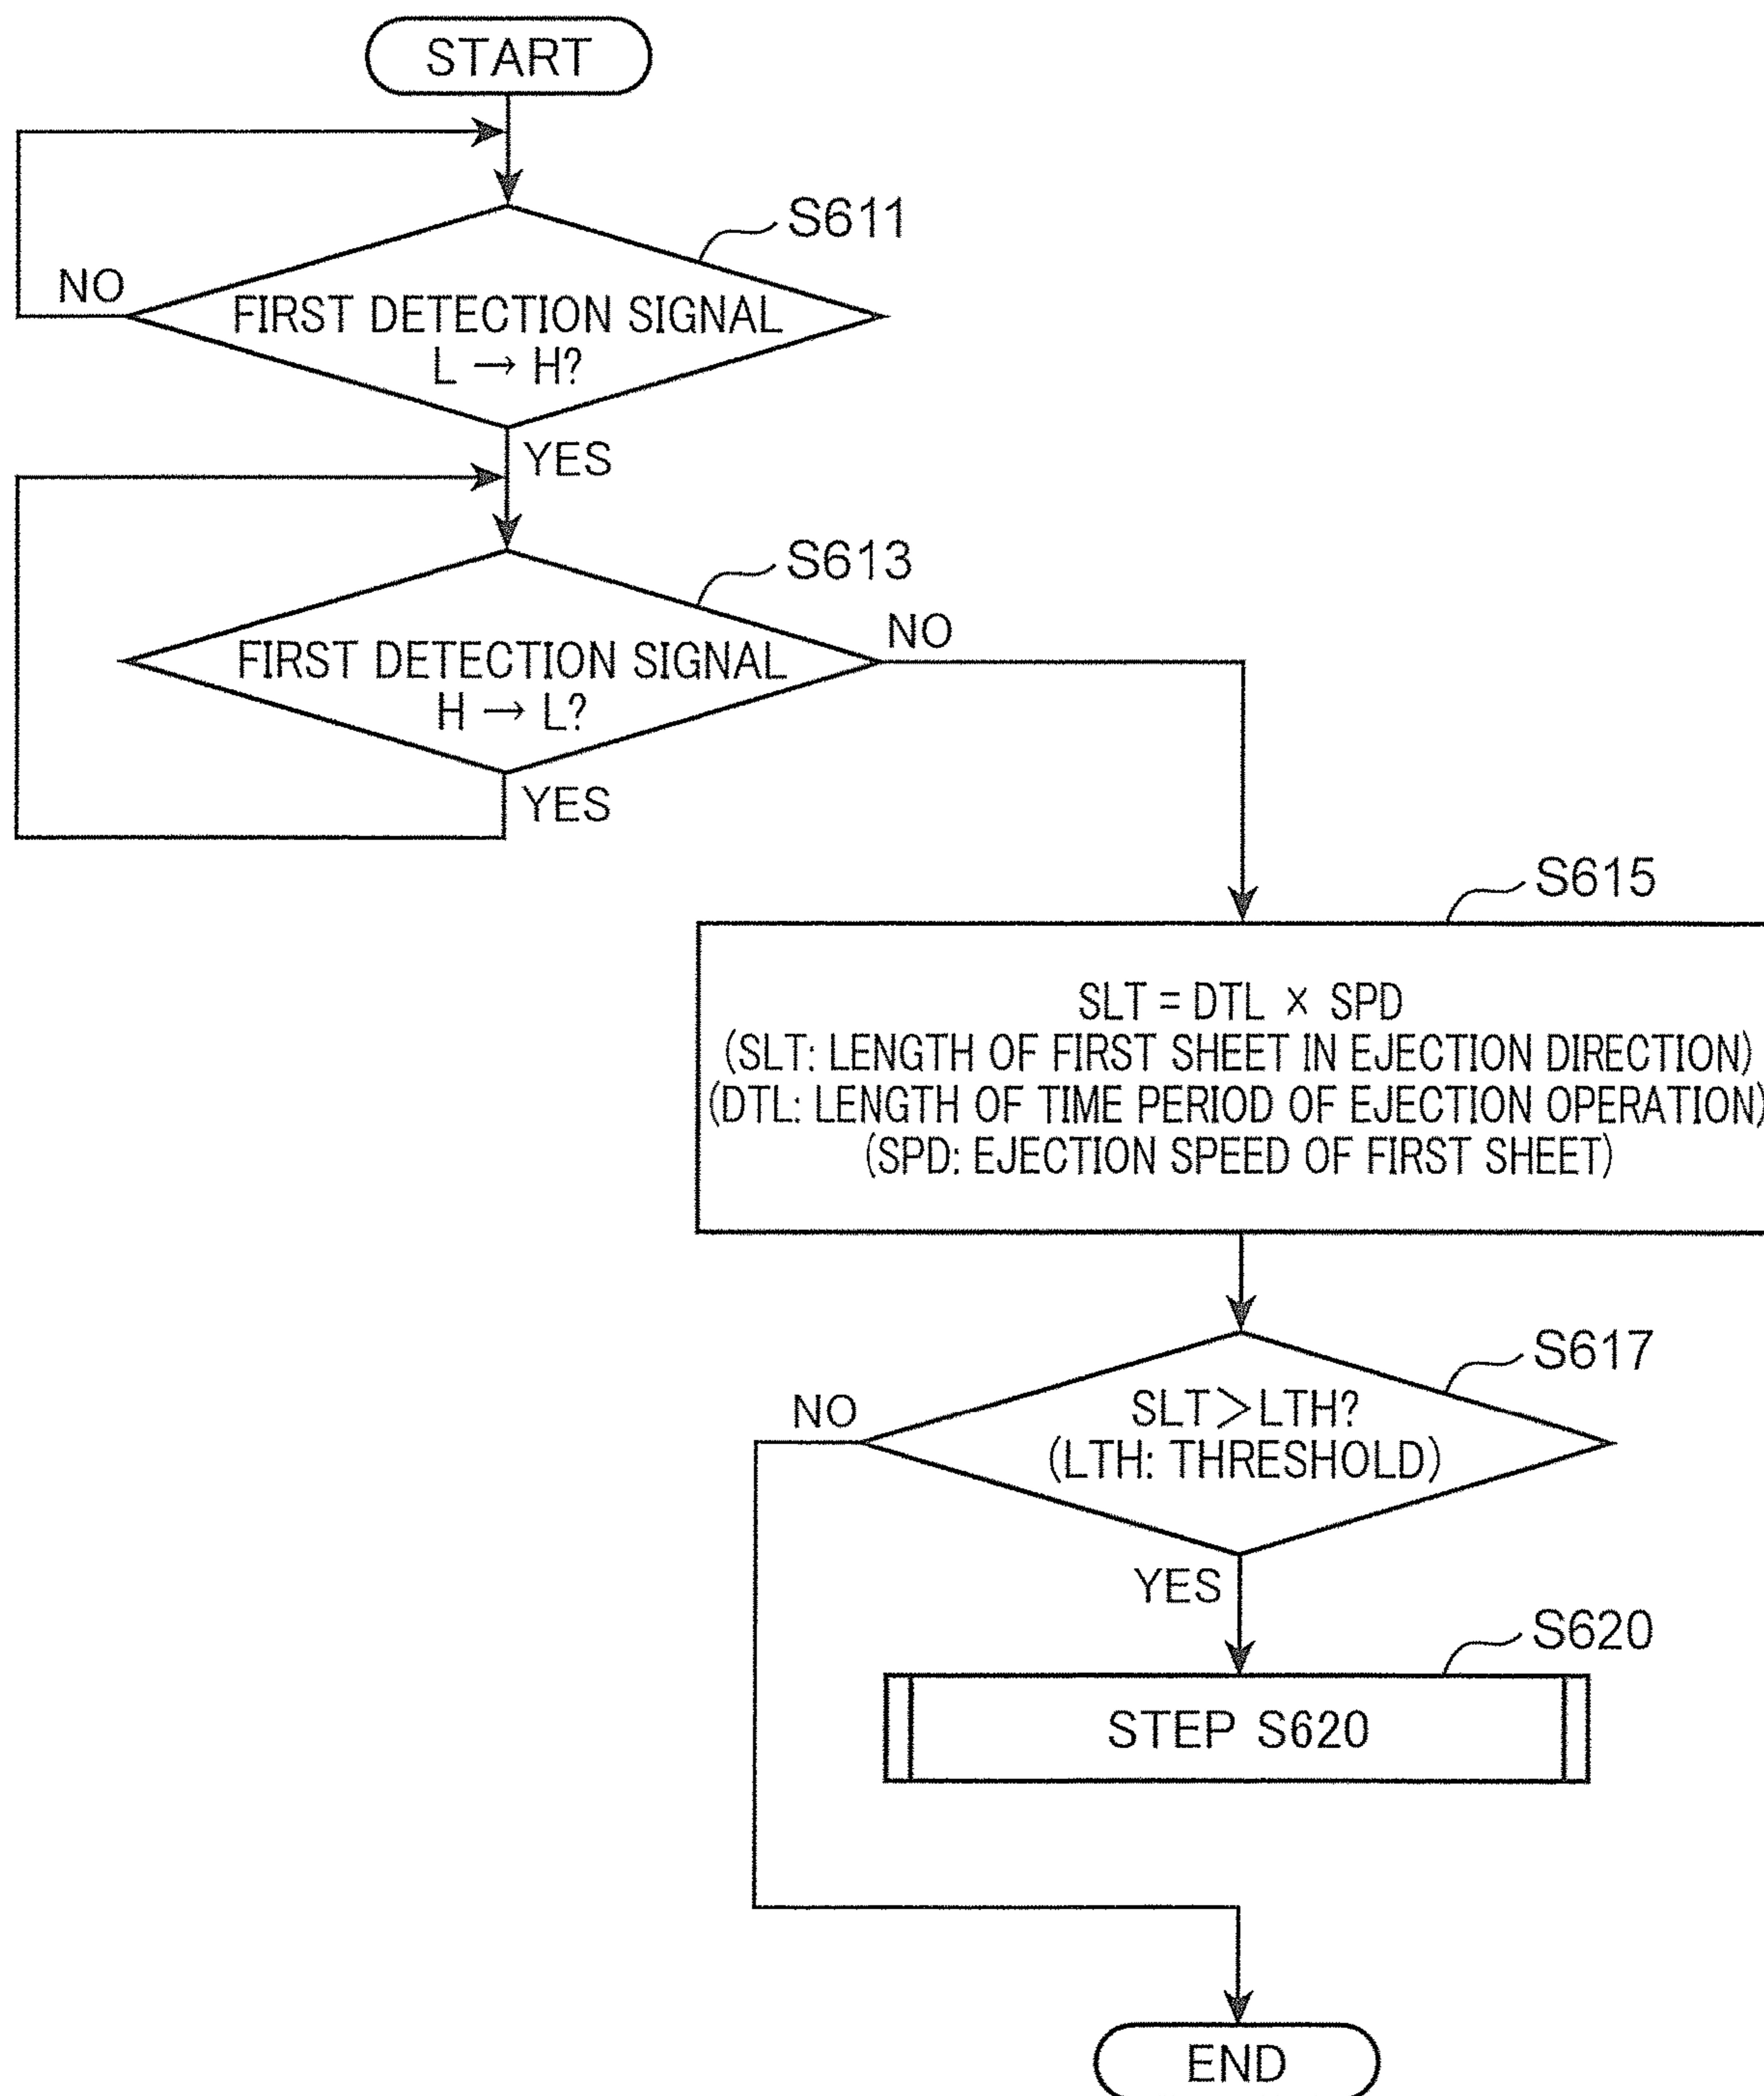 START
S611
NO
FIRST DETECTION SIGNAL
L → H?
YES
S613
NO
FIRST DETECTION SIGNAL
H → L?
YES
S615
SLT = DTL × SPD
(SLT: LENGTH OF FIRST SHEET IN EJECTION DIRECTION)
(DTL: LENGTH OF TIME PERIOD OF EJECTION OPERATION)
(SPD: EJECTION SPEED OF FIRST SHEET)
S617
NO
SLT>LTH?
(LTH: THRESHOLD)
YES
S620
STEP S620
END